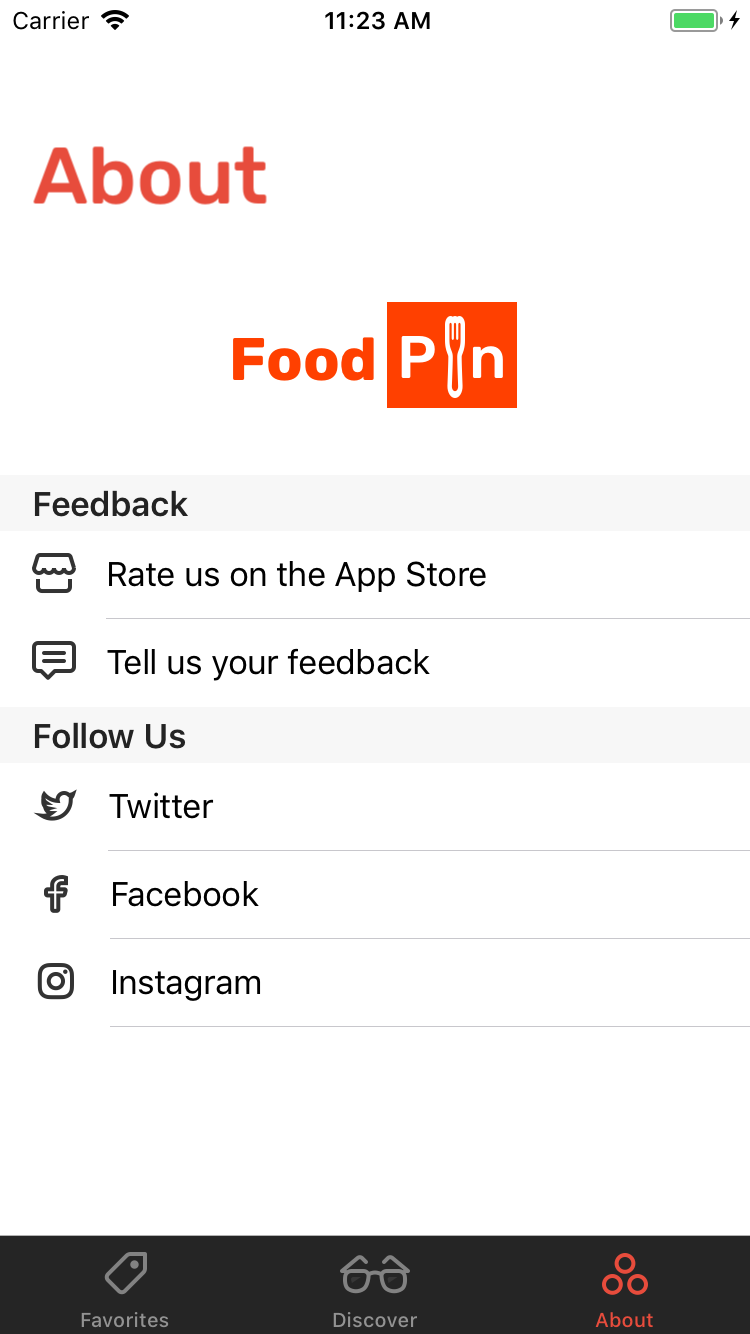 Carrier 11:23 AM
About
Food Pin
Feedback
Rate us on the App Store
Tell us your feedback
Follow Us
Twitter
Facebook
Instagram
Favorites Discover About